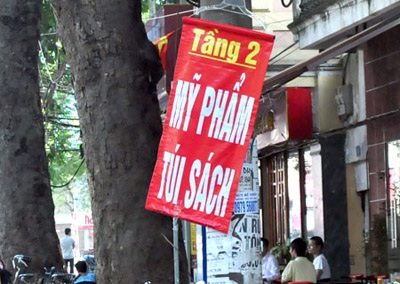 Tầng 2
MỸ PHẨM
TÚI SÁCH